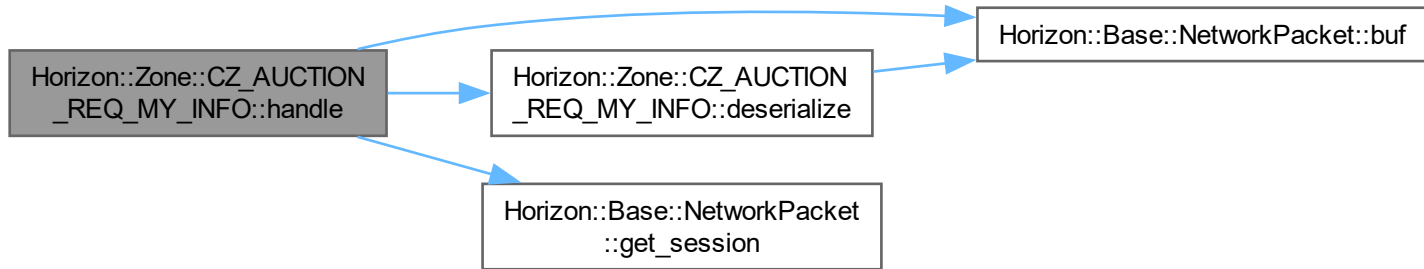 Horizon::Zone::CZ_AUCTION
_REQ_MY_INFO::handle
Horizon::Zone::CZ_AUCTION
_REQ_MY_INFO::deserialize
Horizon::Base::NetworkPacket::buf
Horizon::Base::NetworkPacket
::get_session